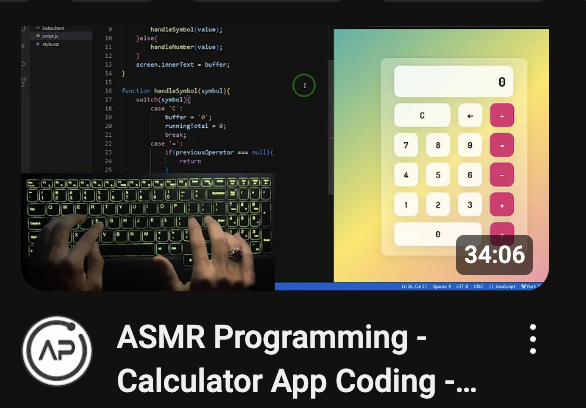 index.html
script.js
style.css
9 handleSymbol(value);
10 }else{
11 handleNumber(value);
12 }
13 screen.innerText = buffer;
14 }
15
16 function handleSymbol(symbol){
17 switch(symbol){
18 case 'C':
19 buffer = '0';
20 runningTotal = 0;
21 break;
22 case '=':
23 if(previousOperator === null){
24 return
25 }
0
C ←
7 8 9
4 5 6 −
1 2 3 +
0
Ln 26, Col 27 Spaces: 4 UTF-8 CRLF {} JavaScript
34:06
AP
ASMR Programming -
Calculator App Coding -...